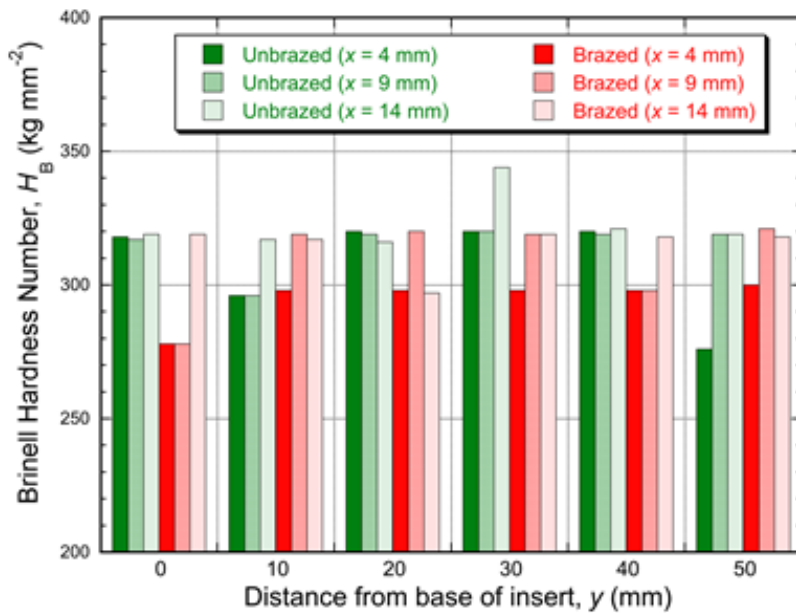 400
350
300
250
200
Brinell Hardness Number, H_B (kg mm⁻²)
Unbrazed (x = 4 mm)
Unbrazed (x = 9 mm)
Unbrazed (x = 14 mm)
Brazed (x = 4 mm)
Brazed (x = 9 mm)
Brazed (x = 14 mm)
0 10 20 30 40 50
Distance from base of insert, y (mm)